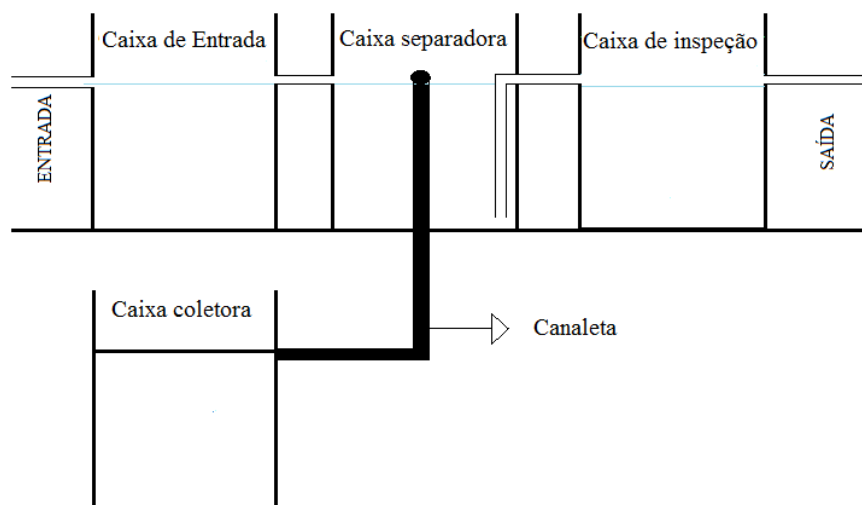 Caixa de Entrada
Caixa separadora
Caixa de inspeção
ENTRADA
SAÍDA
Caixa coletora
Canaleta